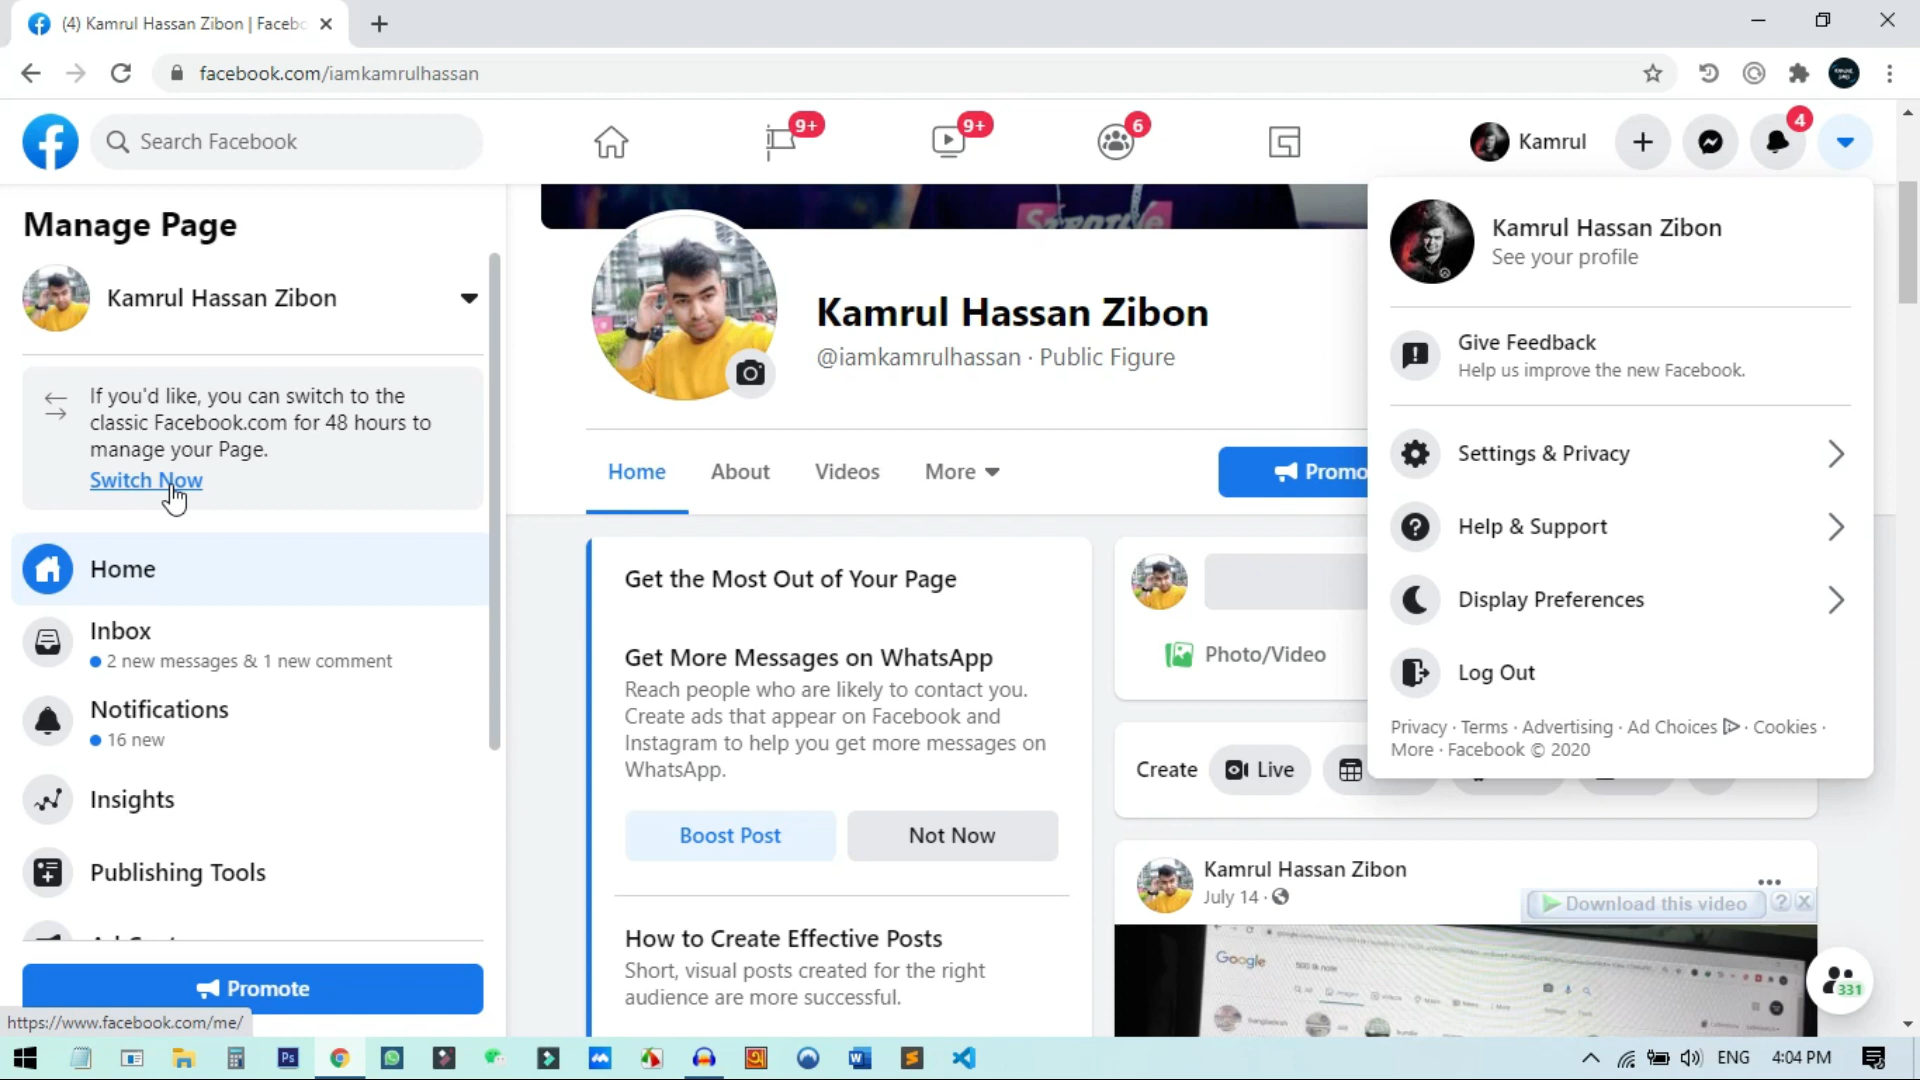 (4) Kamrul Hassan Zibon | Facebo
facebook.com/iamkamrulhassan
Search Facebook
9+
9+
6
Kamrul
4
Manage Page
Kamrul Hassan Zibon
If you'd like, you can switch to the
classic Facebook.com for 48 hours to
manage your Page.
Switch Now
Home
Inbox
2 new messages & 1 new comment
Notifications
16 new
Insights
Publishing Tools
Promote
https://www.facebook.com/me/
Kamrul Hassan Zibon
@iamkamrulhassan · Public Figure
Home
About
Videos
More
Promo
Get the Most Out of Your Page
Get More Messages on WhatsApp
Reach people who are likely to contact you.
Create ads that appear on Facebook and
Instagram to help you get more messages on
WhatsApp.
Boost Post
Not Now
How to Create Effective Posts
Short, visual posts created for the right
audience are more successful.
Photo/Video
Create
Live
Kamrul Hassan Zibon
July 14 ·
Download this video
Google
500 tk note
Kamrul Hassan Zibon
See your profile
Give Feedback
Help us improve the new Facebook.
Settings & Privacy
Help & Support
Display Preferences
Log Out
Privacy · Terms · Advertising · Ad Choices · Cookies ·
More · Facebook © 2020
331
Ps
ENG
4:04 PM